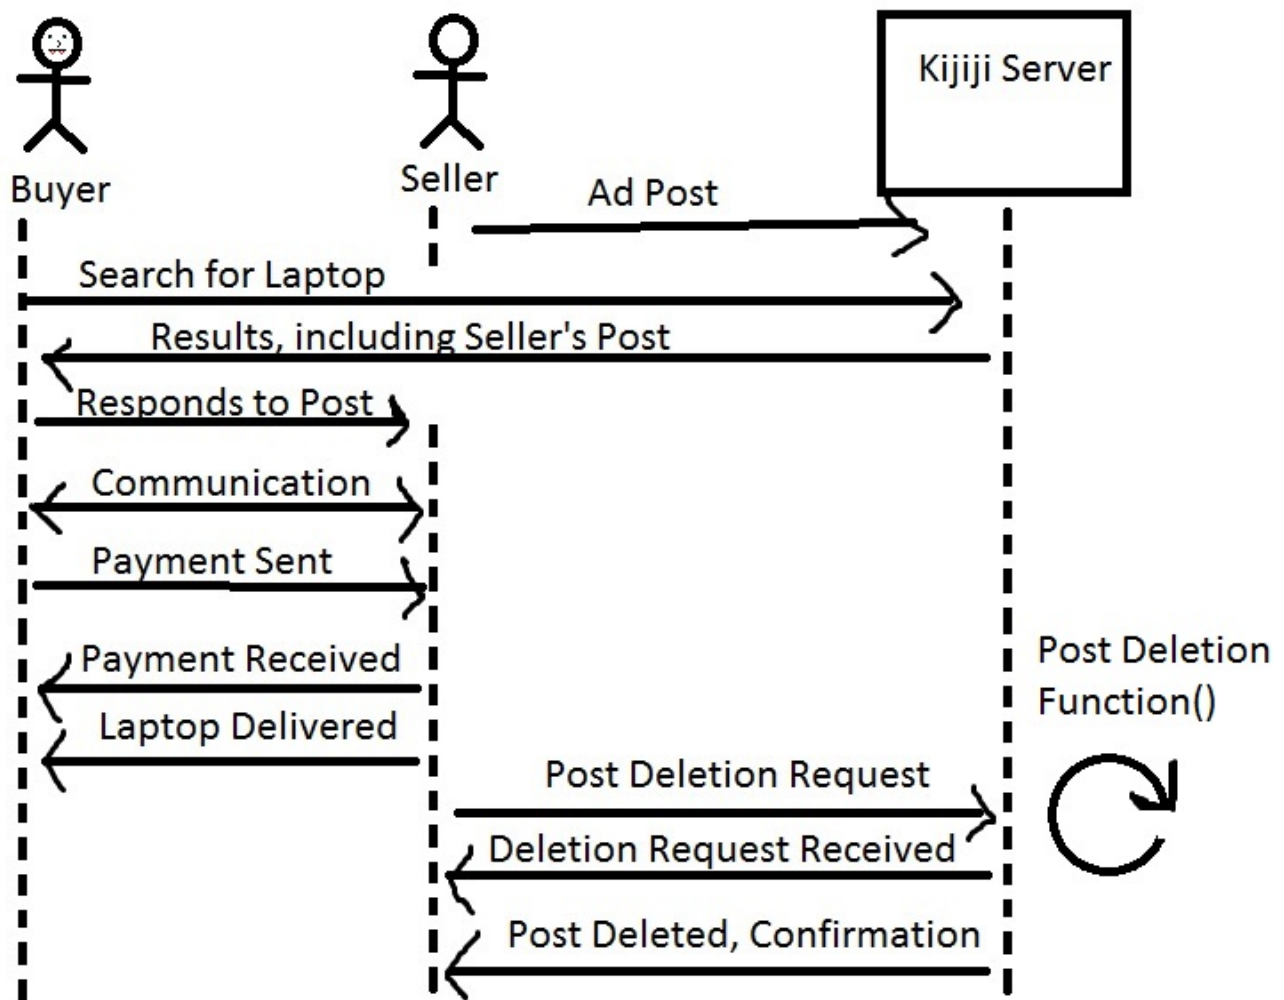 Kijiji Server
Buyer
Seller
Ad Post
Search for Laptop
Results, including Seller's Post
Responds to Post
Communication
Payment Sent
Payment Received
Post Deletion
Function()
Laptop Delivered
Post Deletion Request
Deletion Request Received
Post Deleted, Confirmation